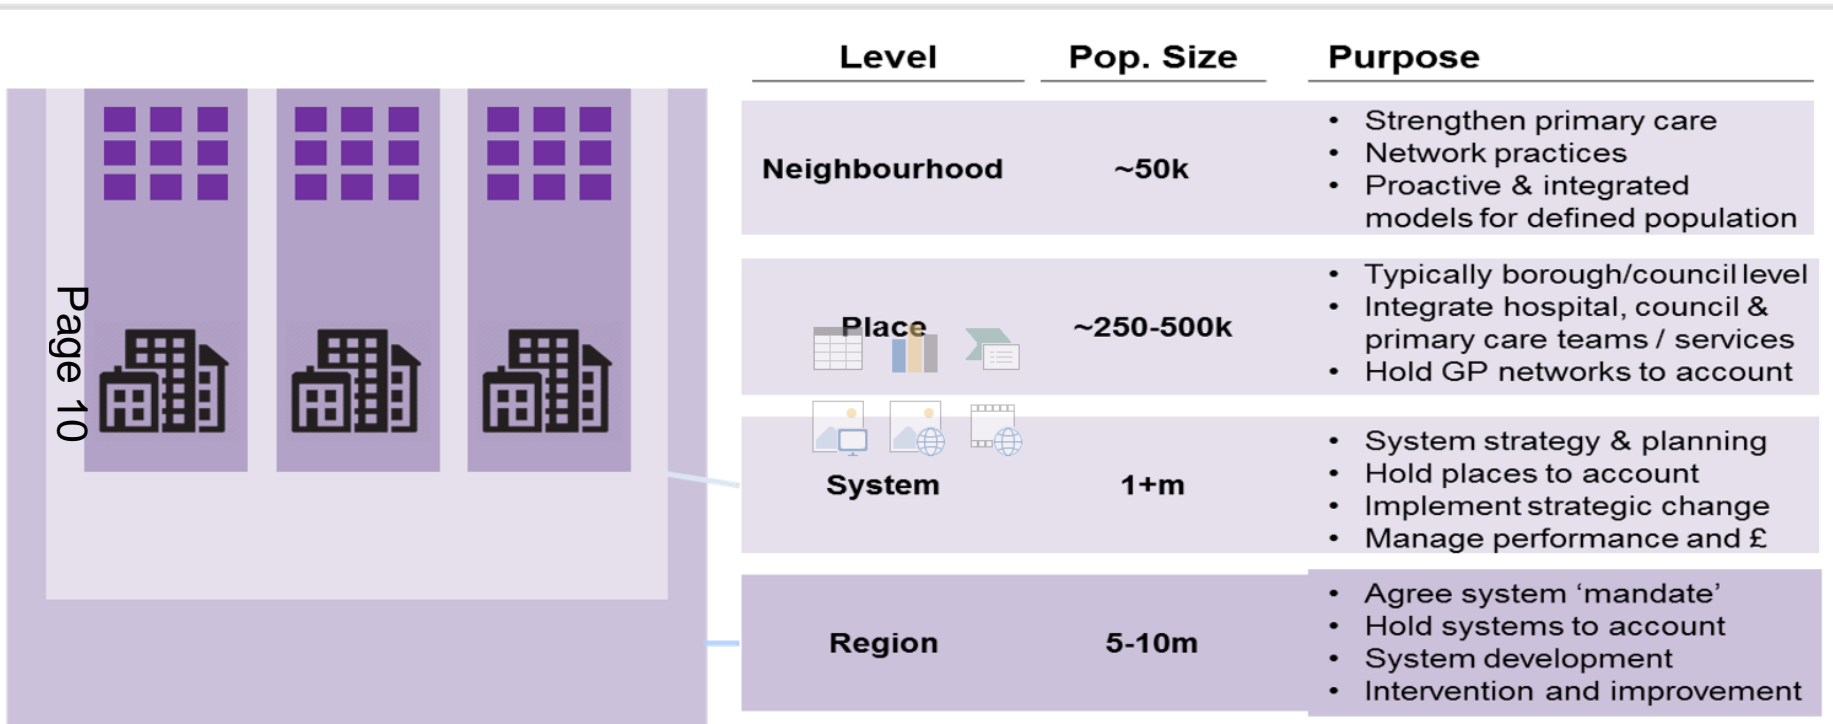 Level Pop. Size Purpose
Neighbourhood ~50k
• Strengthen primary care
• Network practices
• Proactive & integrated
models for defined population
Place ~250-500k
• Typically borough/council level
• Integrate hospital, council &
primary care teams / services
• Hold GP networks to account
System 1+m
• System strategy & planning
• Hold places to account
• Implement strategic change
• Manage performance and £
Region 5-10m
• Agree system ‘mandate’
• Hold systems to account
• System development
• Intervention and improvement
Page 10